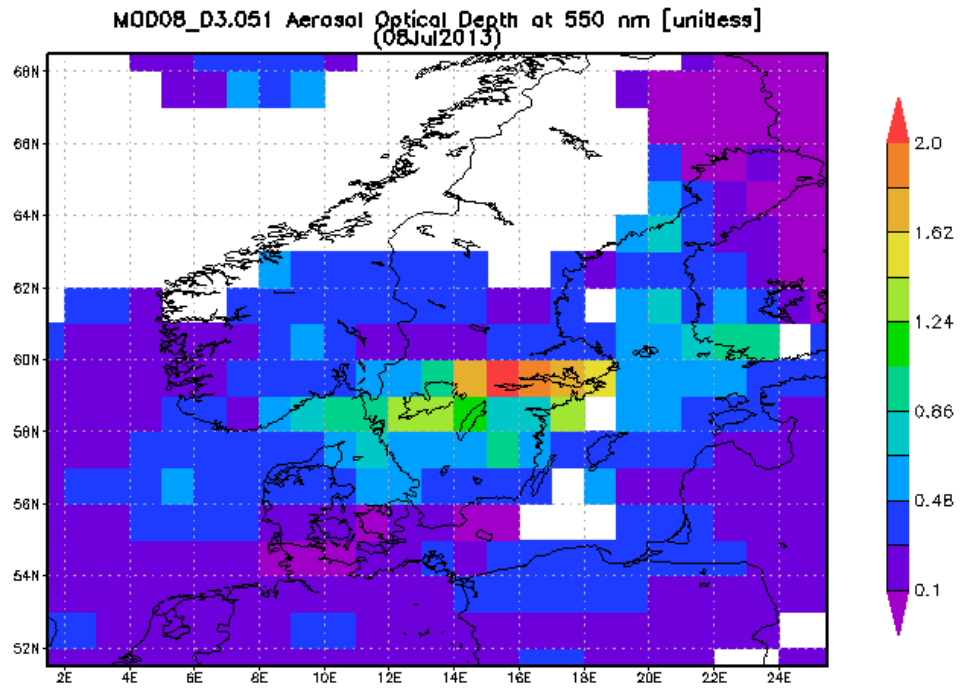 MOD08_D3.051 Aerosol Optical Depth at 550 nm [unitless]
(08Jul2013)
68N
66N
64N
62N
60N
58N
56N
54N
52N
2E 4E 6E 8E 10E 12E 14E 16E 18E 20E 22E 24E
2.0
1.62
1.24
0.86
0.48
0.1